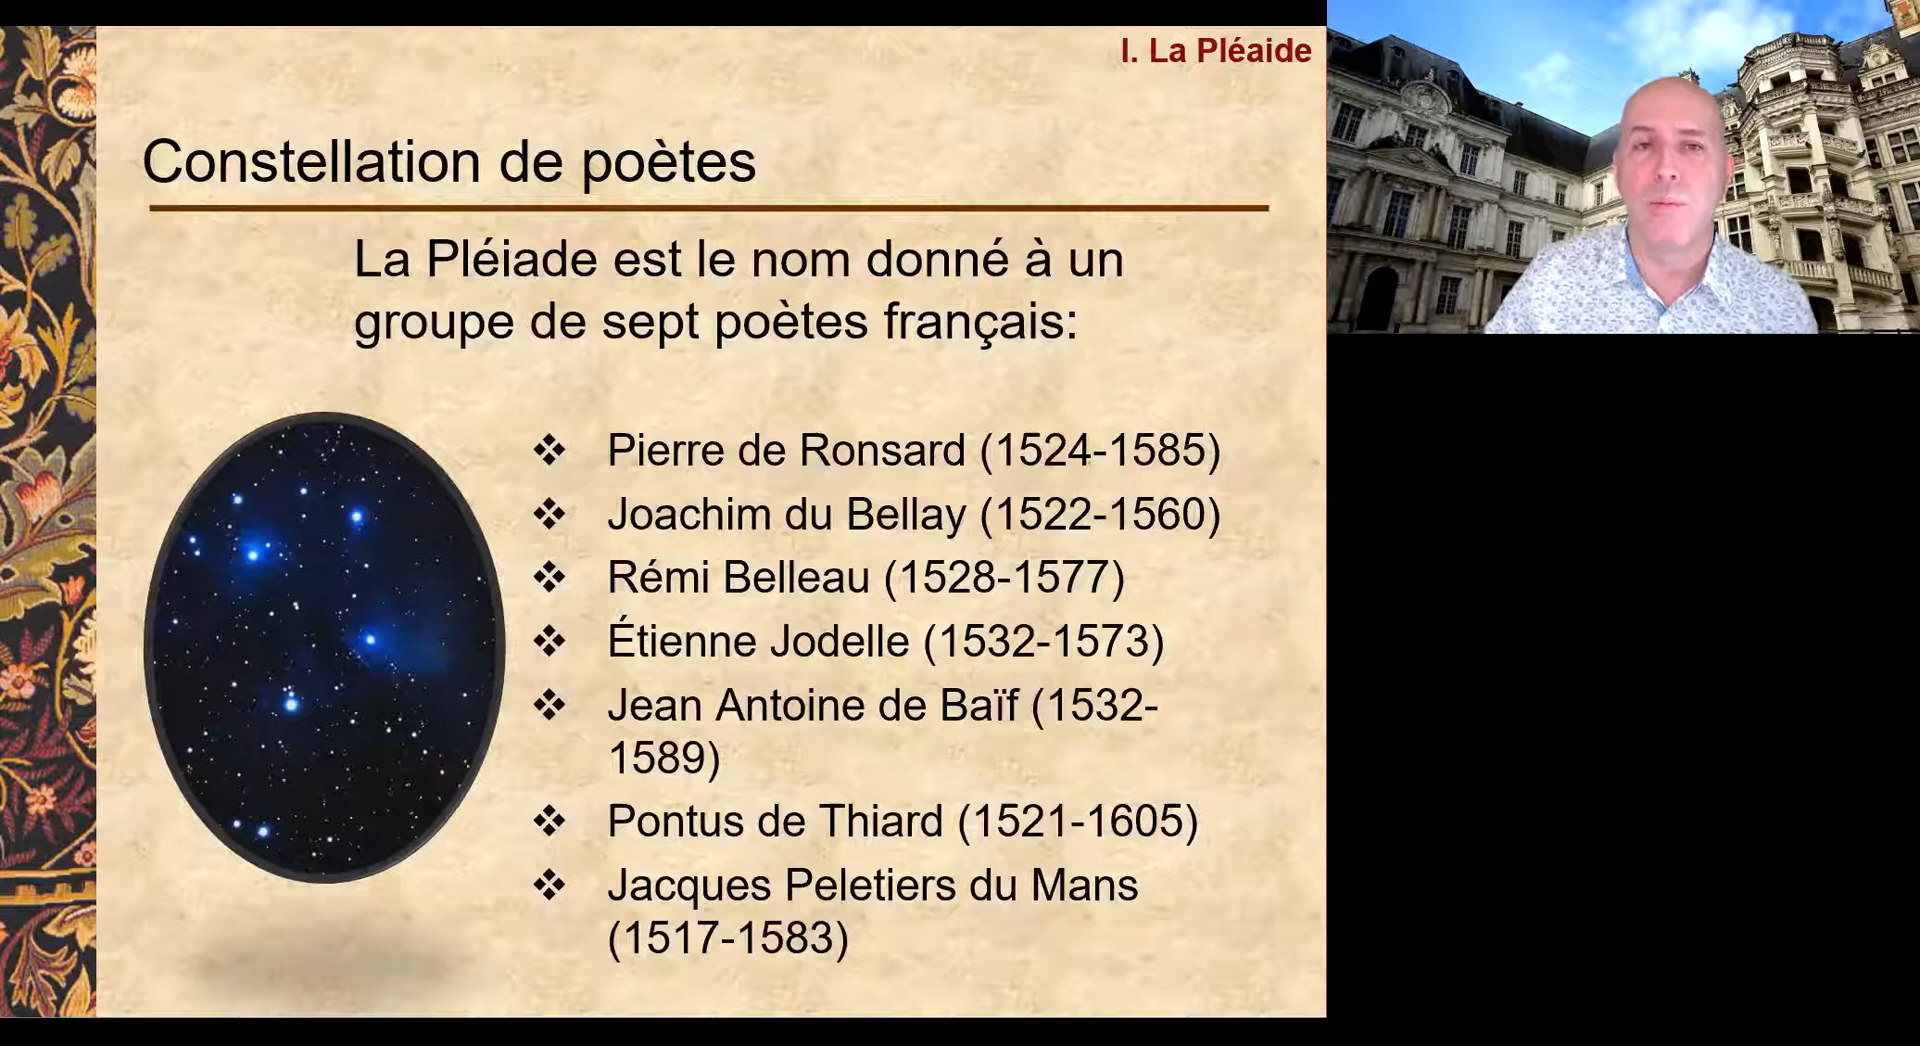 I. La Pléaide
Constellation de poètes
La Pléiade est le nom donné à un
groupe de sept poètes français:
❖ Pierre de Ronsard (1524-1585)
❖ Joachim du Bellay (1522-1560)
❖ Rémi Belleau (1528-1577)
❖ Étienne Jodelle (1532-1573)
❖ Jean Antoine de Baïf (1532-
1589)
❖ Pontus de Thiard (1521-1605)
❖ Jacques Peletiers du Mans
(1517-1583)